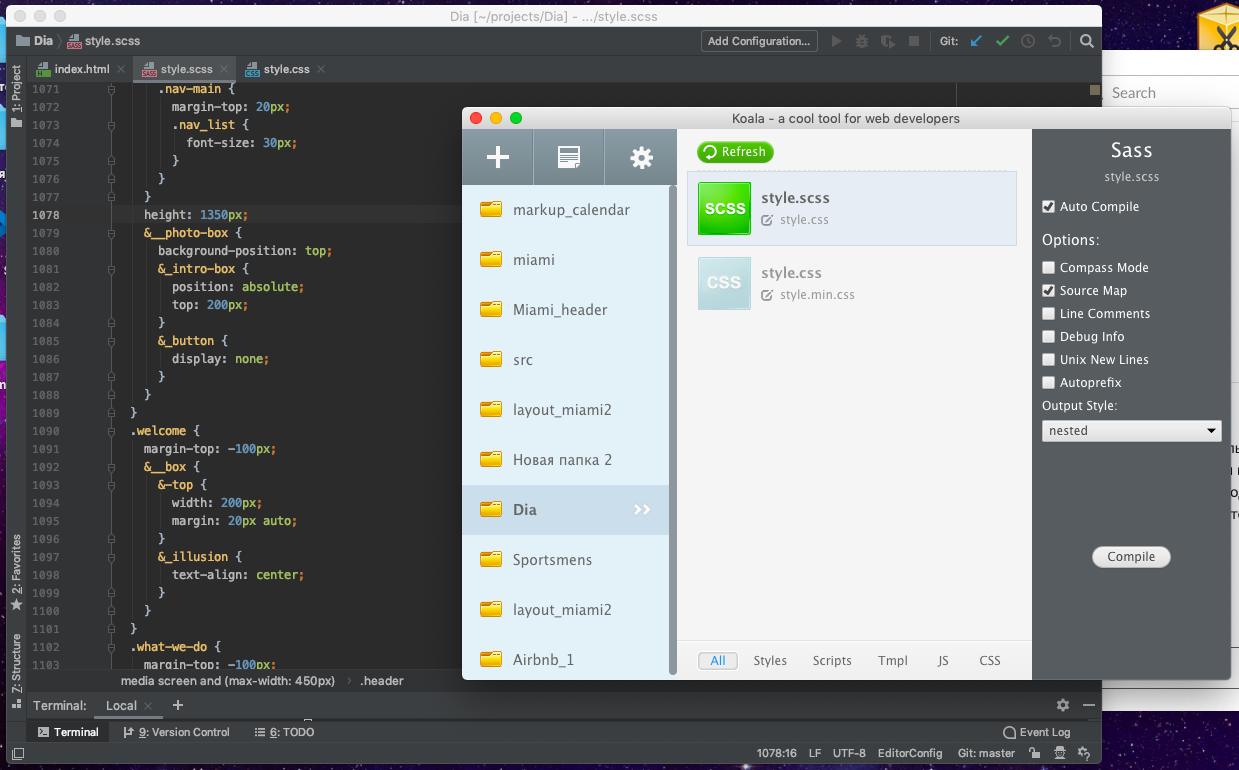 Dia [~/projects/Dia] - .../style.scss
Dia
style.scss
Add Configuration...
Git:
index.html
style.scss
style.css
1: Project
2: Favorites
7: Structure
1071 .nav-main {
1072 margin-top: 20px;
1073 .nav_list {
1074 font-size: 30px;
1075 }
1076 }
1077 }
1078 height: 1350px;
1079 &__photo-box {
1080 background-position: top;
1081 &_intro-box {
1082 position: absolute;
1083 top: 200px;
1084 }
1085 &_button {
1086 display: none;
1087 }
1088 }
1089 }
1090 .welcome {
1091 margin-top: -100px;
1092 &__box {
1093 &-top {
1094 width: 200px;
1095 margin: 20px auto;
1096 }
1097 &_illusion {
1098 text-align: center;
1099 }
1100 }
1101 }
1102 .what-we-do {
1103 margin-top: -100px;
media screen and (max-width: 450px)
.header
Terminal:
Local
Terminal
9: Version Control
6: TODO
Event Log
1078:16
LF
UTF-8
EditorConfig
Git: master
Search
Koala - a cool tool for web developers
markup_calendar
miami
Miami_header
src
layout_miami2
Новая папка 2
Dia
Sportsmens
layout_miami2
Airbnb_1
Refresh
SCSS
style.scss
style.css
CSS
style.css
style.min.css
All
Styles
Scripts
Tmpl
JS
CSS
Sass
style.scss
Auto Compile
Options:
Compass Mode
Source Map
Line Comments
Debug Info
Unix New Lines
Autoprefix
Output Style:
nested
Compile